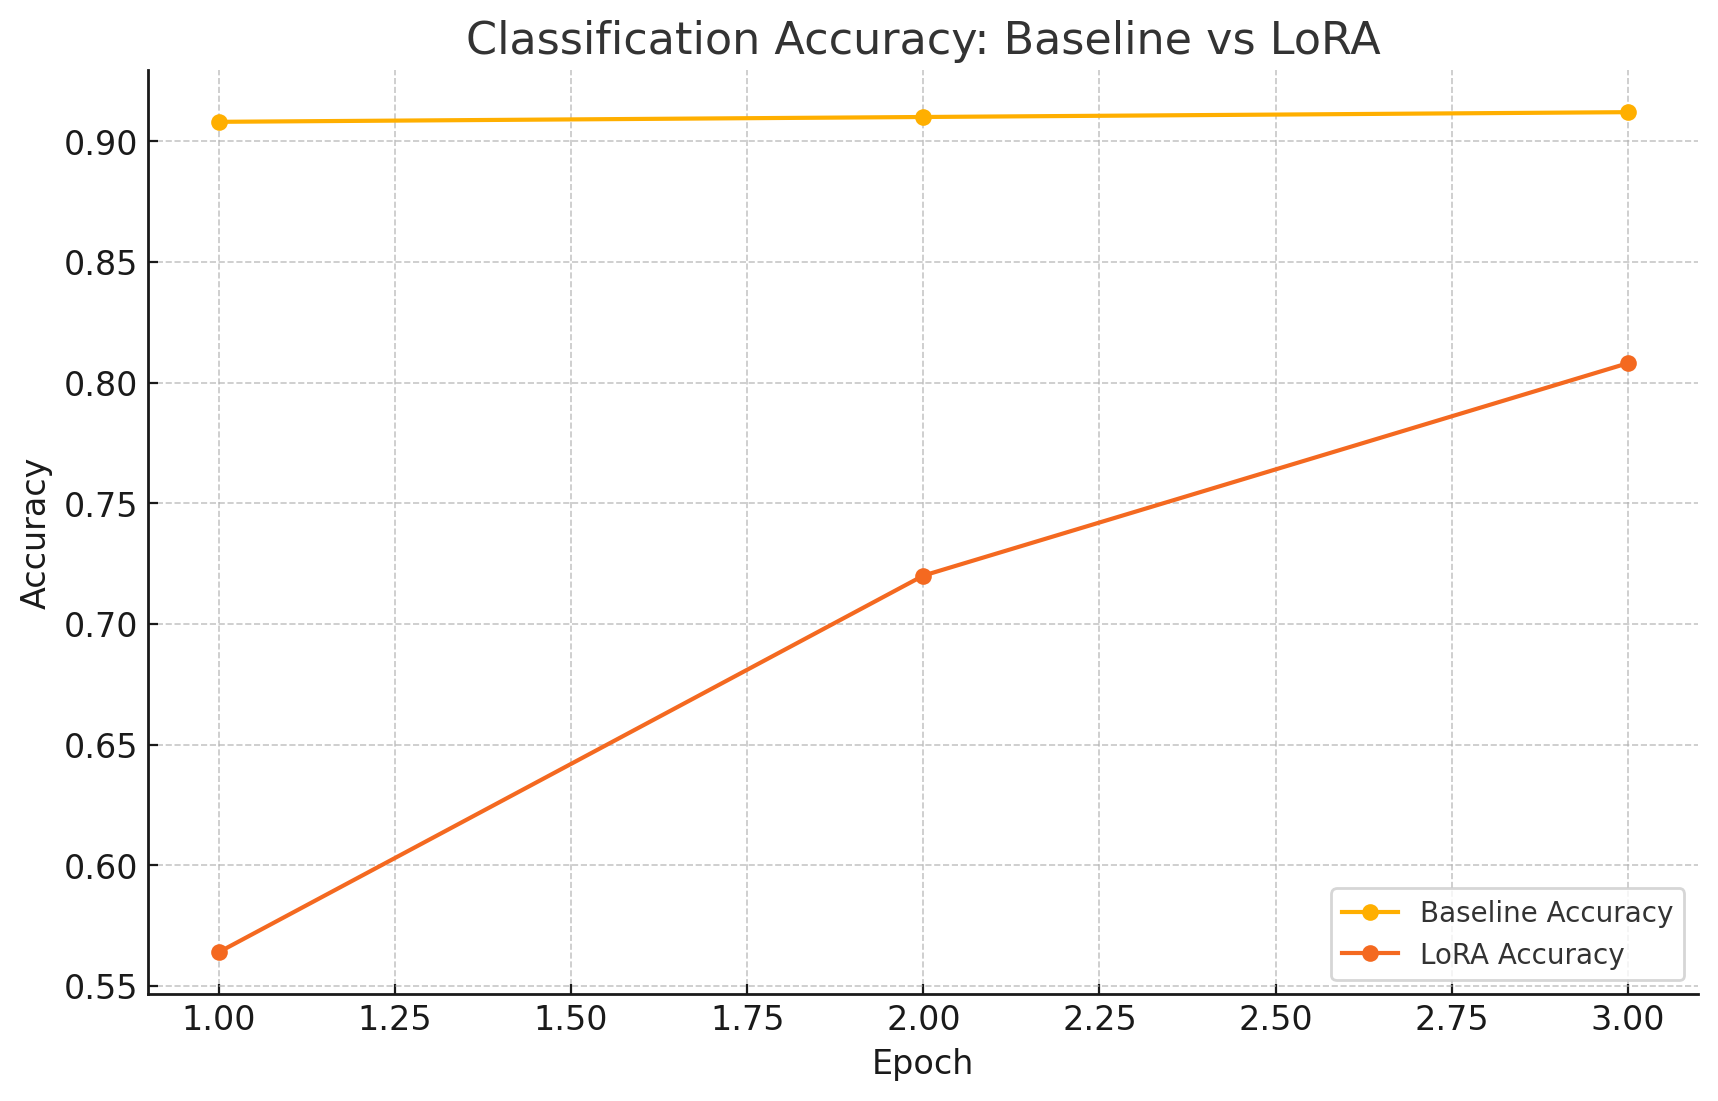 Classification Accuracy: Baseline vs LoRA
0.90
0.85
0.80
0.75
0.70
0.65
0.60
0.55
Accuracy
Baseline Accuracy
LoRA Accuracy
1.00 1.25 1.50 1.75 2.00 2.25 2.50 2.75 3.00
Epoch